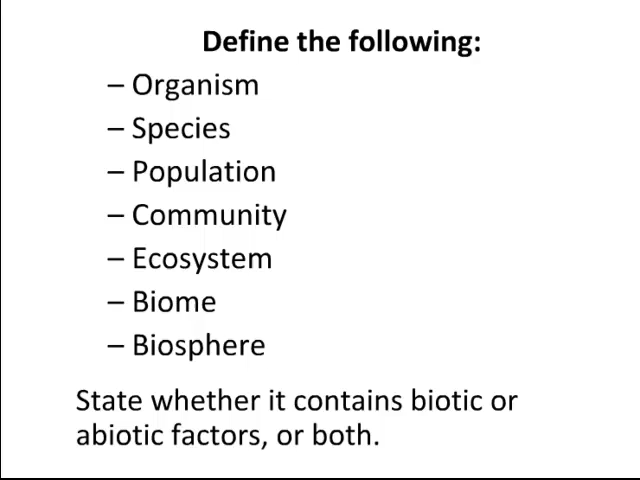 Define the following:
– Organism
– Species
– Population
– Community
– Ecosystem
– Biome
– Biosphere
State whether it contains biotic or
abiotic factors, or both.